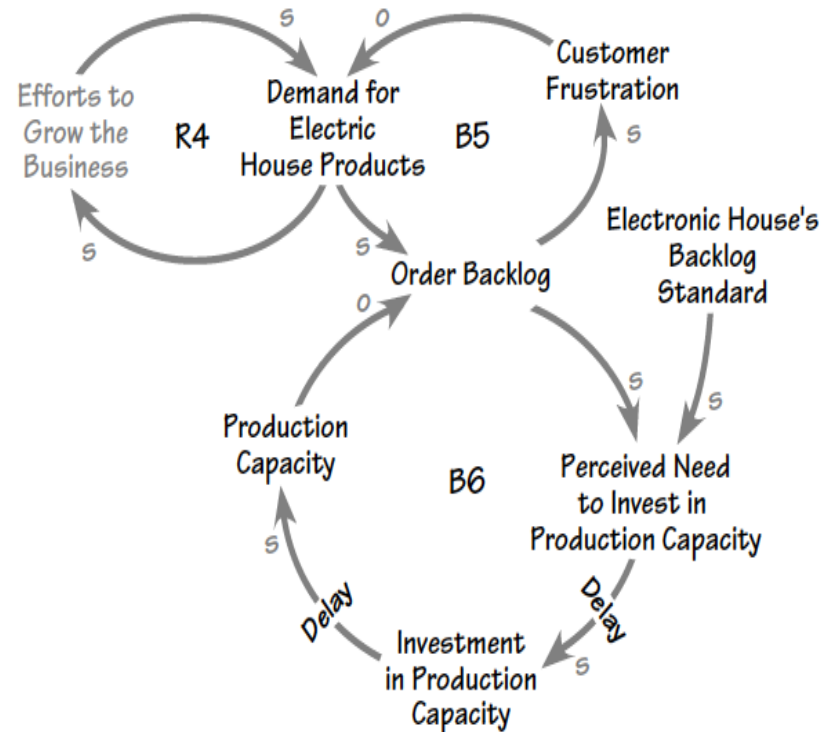 S
O
Customer
Frustration
Efforts to
Grow the
Business
R4
Demand for
Electric
House Products
B5
S
S
S
Electronic House's
Backlog
Standard
Order Backlog
O
S
S
Production
Capacity
B6
Perceived Need
to Invest in
Production Capacity
S
Delay
Delay
S
Investment
in Production
Capacity